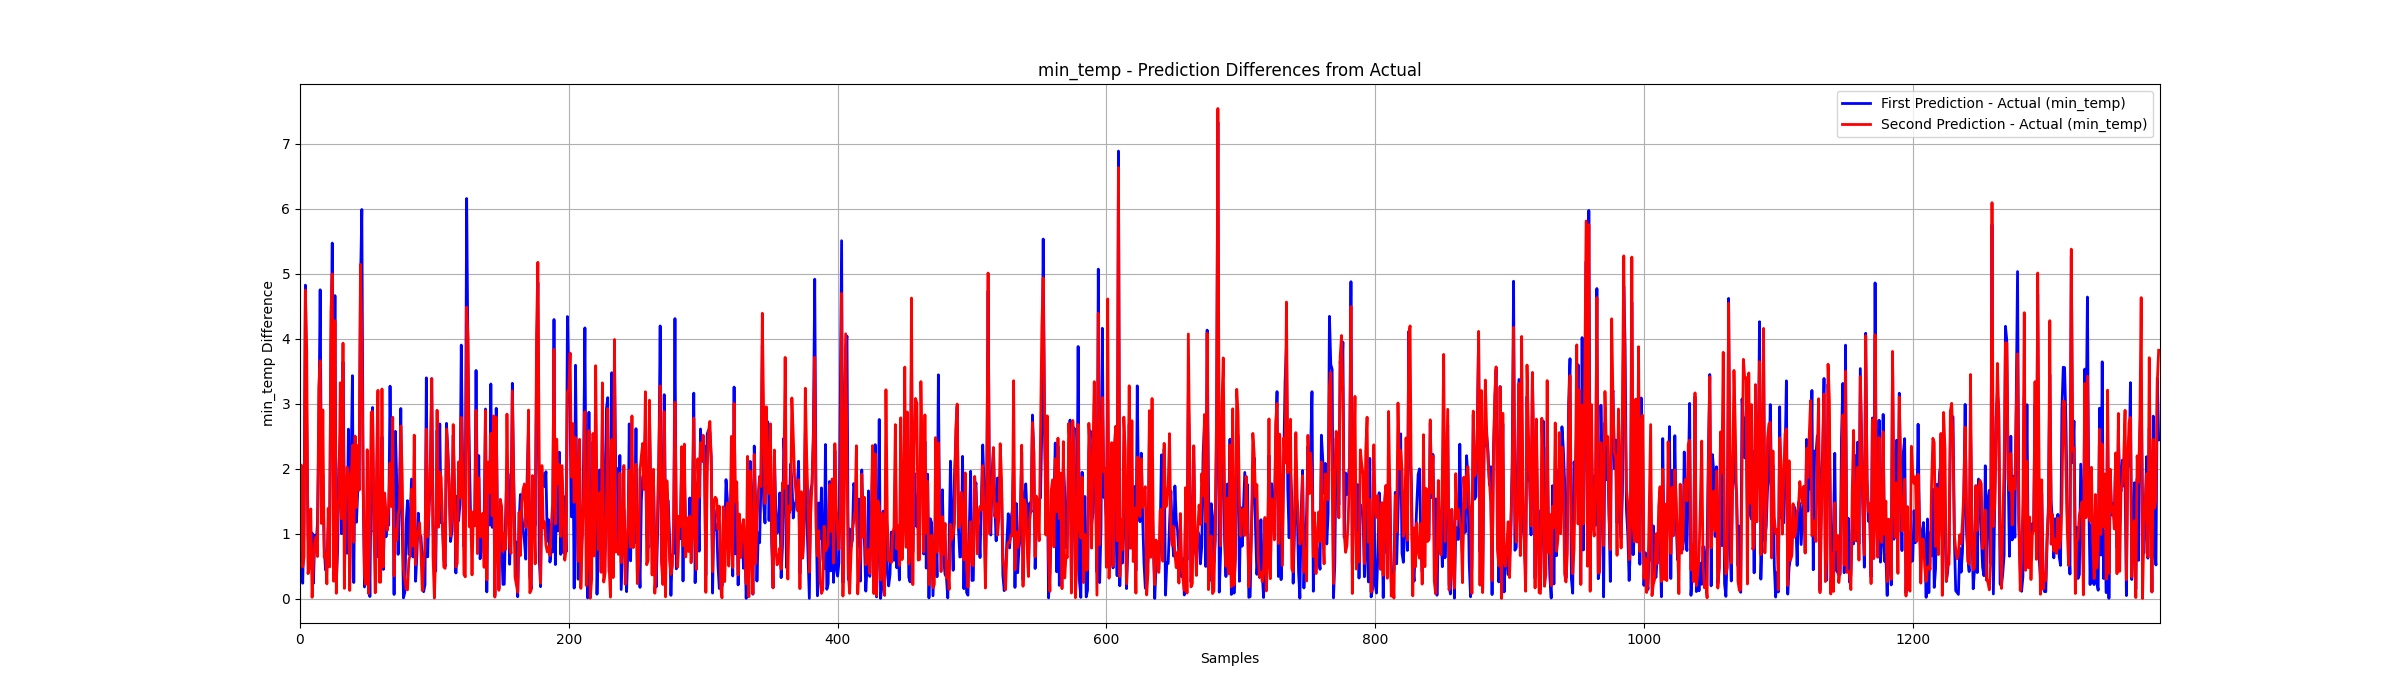 min_temp - Prediction Differences from Actual
First Prediction - Actual (min_temp)
Second Prediction - Actual (min_temp)
min_temp Difference
7
6
5
4
3
2
1
0
0 200 400 600 800 1000 1200
Samples